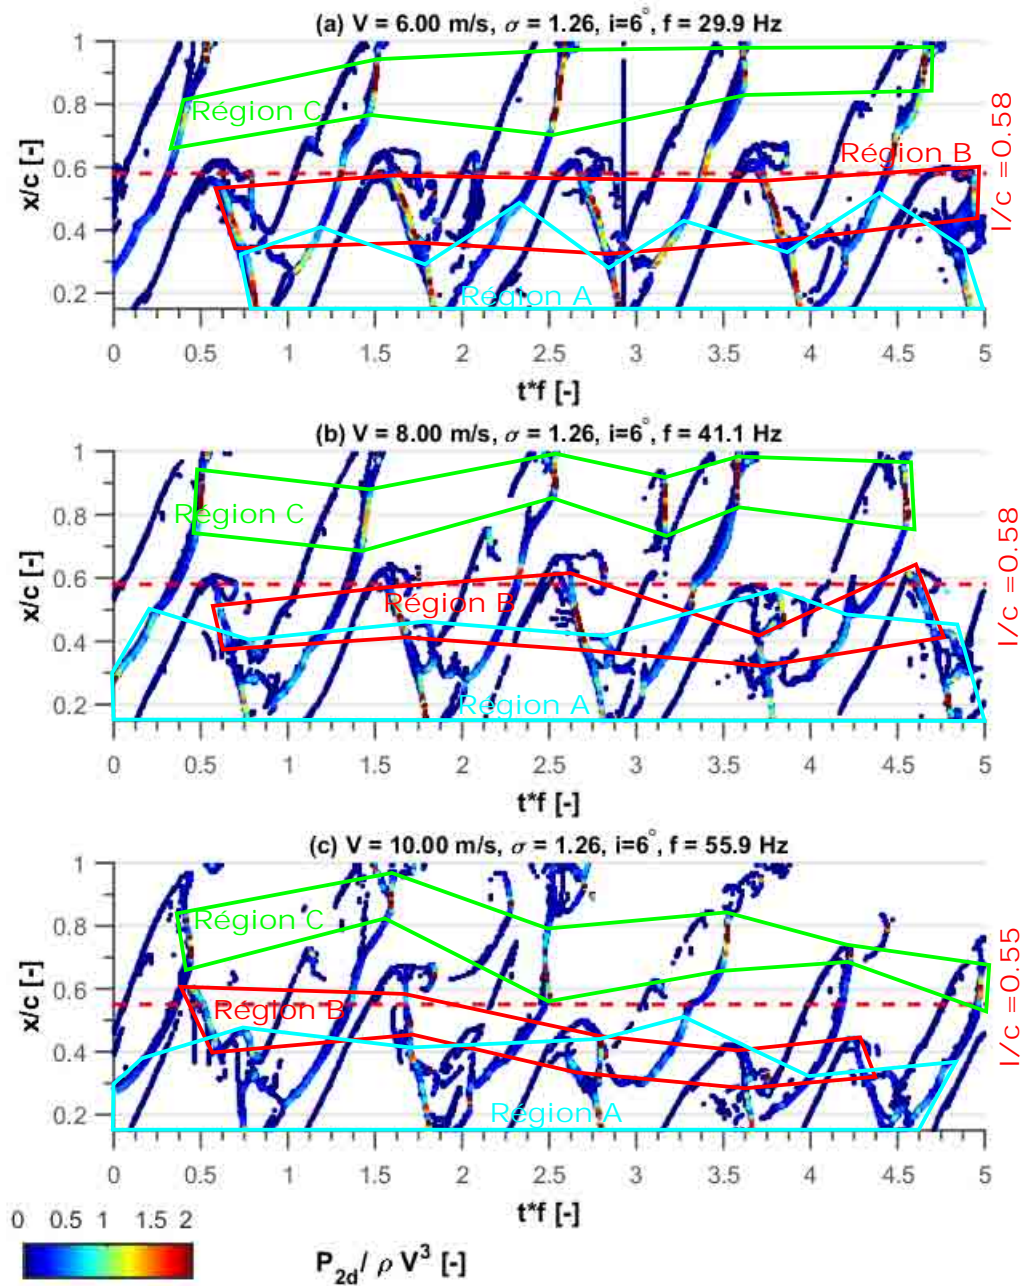 (a) V = 6.00 m/s, σ = 1.26, i=6°, f = 29.9 Hz
1
0.8
0.6
0.4
0.2
x/c [-]
Région C
Région B
Région A
l/c =0.58
0 0.5 1 1.5 2 2.5 3 3.5 4 4.5 5
t*f [-]
(b) V = 8.00 m/s, σ = 1.26, i=6°, f = 41.1 Hz
1
0.8
0.6
0.4
0.2
x/c [-]
Région C
Région B
Région A
l/c =0.58
0 0.5 1 1.5 2 2.5 3 3.5 4 4.5 5
t*f [-]
(c) V = 10.00 m/s, σ = 1.26, i=6°, f = 55.9 Hz
1
0.8
0.6
0.4
0.2
x/c [-]
Région C
Région B
Région A
l/c =0.55
0 0.5 1 1.5 2 2.5 3 3.5 4 4.5 5
t*f [-]
0 0.5 1 1.5 2
P2d/ ρ V³ [-]